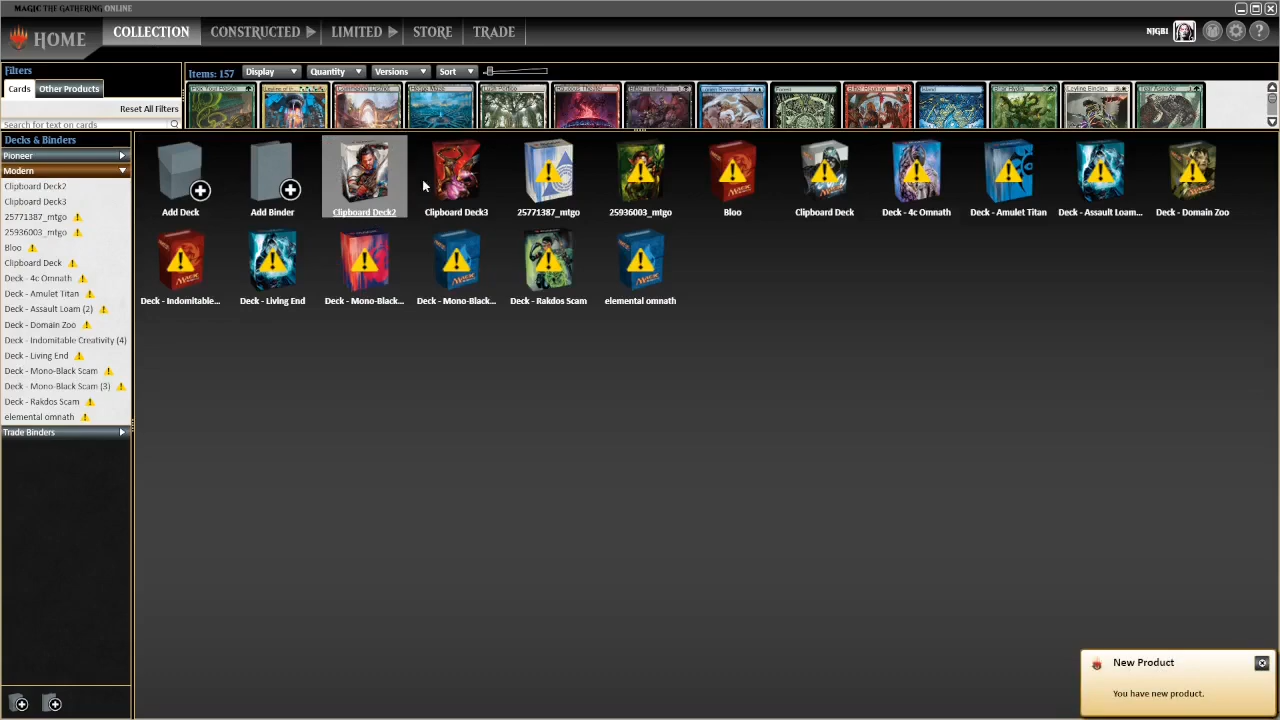 MAGIC THE GATHERING ONLINE
HOME
COLLECTION
CONSTRUCTED
LIMITED
STORE
TRADE
NJGBI
Filters
Cards
Other Products
Reset All Filters
Search for text on cards
Items: 157
Display
Quantity
Versions
Sort
Decks & Binders
Pioneer
Modern
Clipboard Deck2
Clipboard Deck3
25771387_mtgo
25936003_mtgo
Bloo
Clipboard Deck
Deck - 4c Omnath
Deck - Amulet Titan
Deck - Assault Loam (2)
Deck - Domain Zoo
Deck - Indomitable Creativity (4)
Deck - Living End
Deck - Mono-Black Scam
Deck - Mono-Black Scam (3)
Deck - Rakdos Scam
elemental omnath
Trade Binders
Forest
Island
Leyline Binding
Add Deck
Add Binder
Clipboard Deck2
Clipboard Deck3
25771387_mtgo
25936003_mtgo
Bloo
Clipboard Deck
Deck - 4c Omnath
Deck - Amulet Titan
Deck - Assault Loam...
Deck - Domain Zoo
Deck - Indomitable...
Deck - Living End
Deck - Mono-Black...
Deck - Mono-Black...
Deck - Rakdos Scam
elemental omnath
New Product
You have new product.